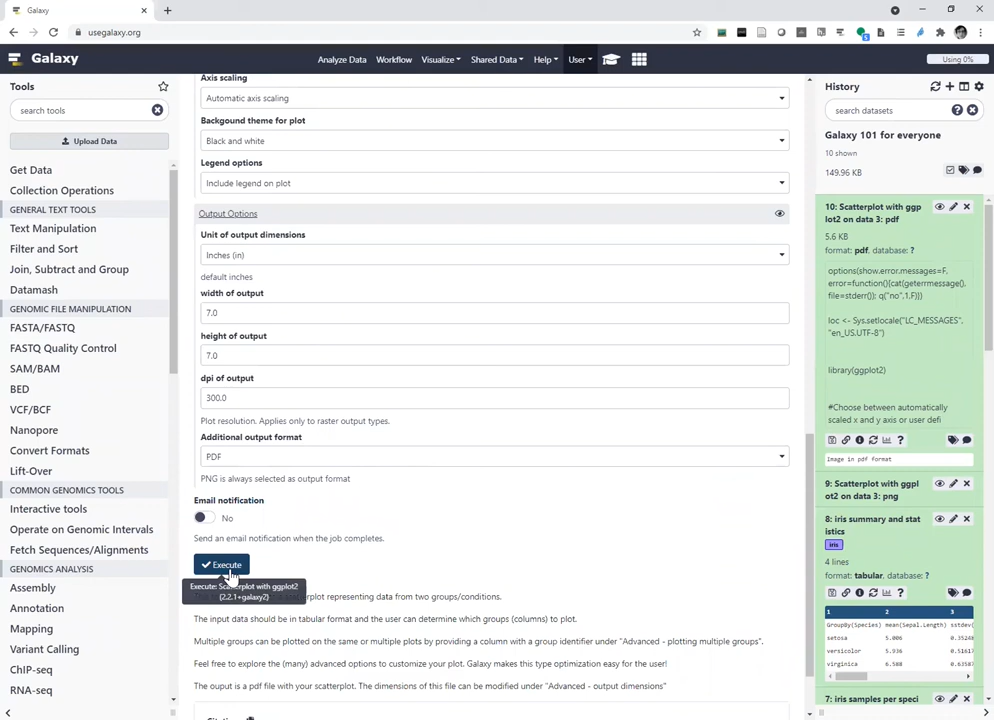 Galaxy
usegalaxy.org
Galaxy
Analyze Data
Workflow
Visualize
Shared Data
Help
User
Using 0%
Tools
search tools
Upload Data
Get Data
Collection Operations
GENERAL TEXT TOOLS
Text Manipulation
Filter and Sort
Join, Subtract and Group
Datamash
GENOMIC FILE MANIPULATION
FASTA/FASTQ
FASTQ Quality Control
SAM/BAM
BED
VCF/BCF
Nanopore
Convert Formats
Lift-Over
COMMON GENOMICS TOOLS
Interactive tools
Operate on Genomic Intervals
Fetch Sequences/Alignments
GENOMICS ANALYSIS
Assembly
Annotation
Mapping
Variant Calling
ChIP-seq
RNA-seq
Axis scaling
Automatic axis scaling
Backgound theme for plot
Black and white
Legend options
Include legend on plot
Output Options
Unit of output dimensions
Inches (in)
default inches
width of output
7.0
height of output
7.0
dpi of output
300.0
Plot resolution. Applies only to raster output types.
Additional output format
PDF
PNG is always selected as output format
Email notification
No
Send an email notification when the job completes.
Execute
Execute: Scatterplot with ggplot2
(2.2.1+galaxy2)
plot representing data from two groups/conditions.
The input data should be in tabular format and the user can determine which groups (columns) to plot.
Multiple groups can be plotted on the same or multiple plots by providing a column with a group identifier under "Advanced - plotting multiple groups".
Feel free to explore the (many) advanced options to customize your plot. Galaxy makes this type optimization easy for the user!
The ouput is a pdf file with your scatterplot. The dimensions of this file can be modified under "Advanced - output dimensions"
History
search datasets
Galaxy 101 for everyone
10 shown
149.96 KB
10: Scatterplot with ggp
lot2 on data 3: pdf
5.6 KB
format: pdf, database: ?
options(show.error.messages=F,
error=function(){cat(geterrmessage(),
file=stderr()); q("no",1,F)})
loc <- Sys.setlocale("LC_MESSAGES",
"en_US.UTF-8")
library(ggplot2)
#Choose between automatically
scaled x and y axis or user defi
Image in pdf format
9: Scatterplot with ggpl
ot2 on data 3: png
8: iris summary and stat
istics
iris
4 lines
format: tabular, database: ?
1 2 3
GroupBy(Species) mean(Sepal.Length) sstdev(
setosa 5.006 0.35248
versicolor 5.936 0.51617
virginica 6.588 0.63587
7: iris samples per speci